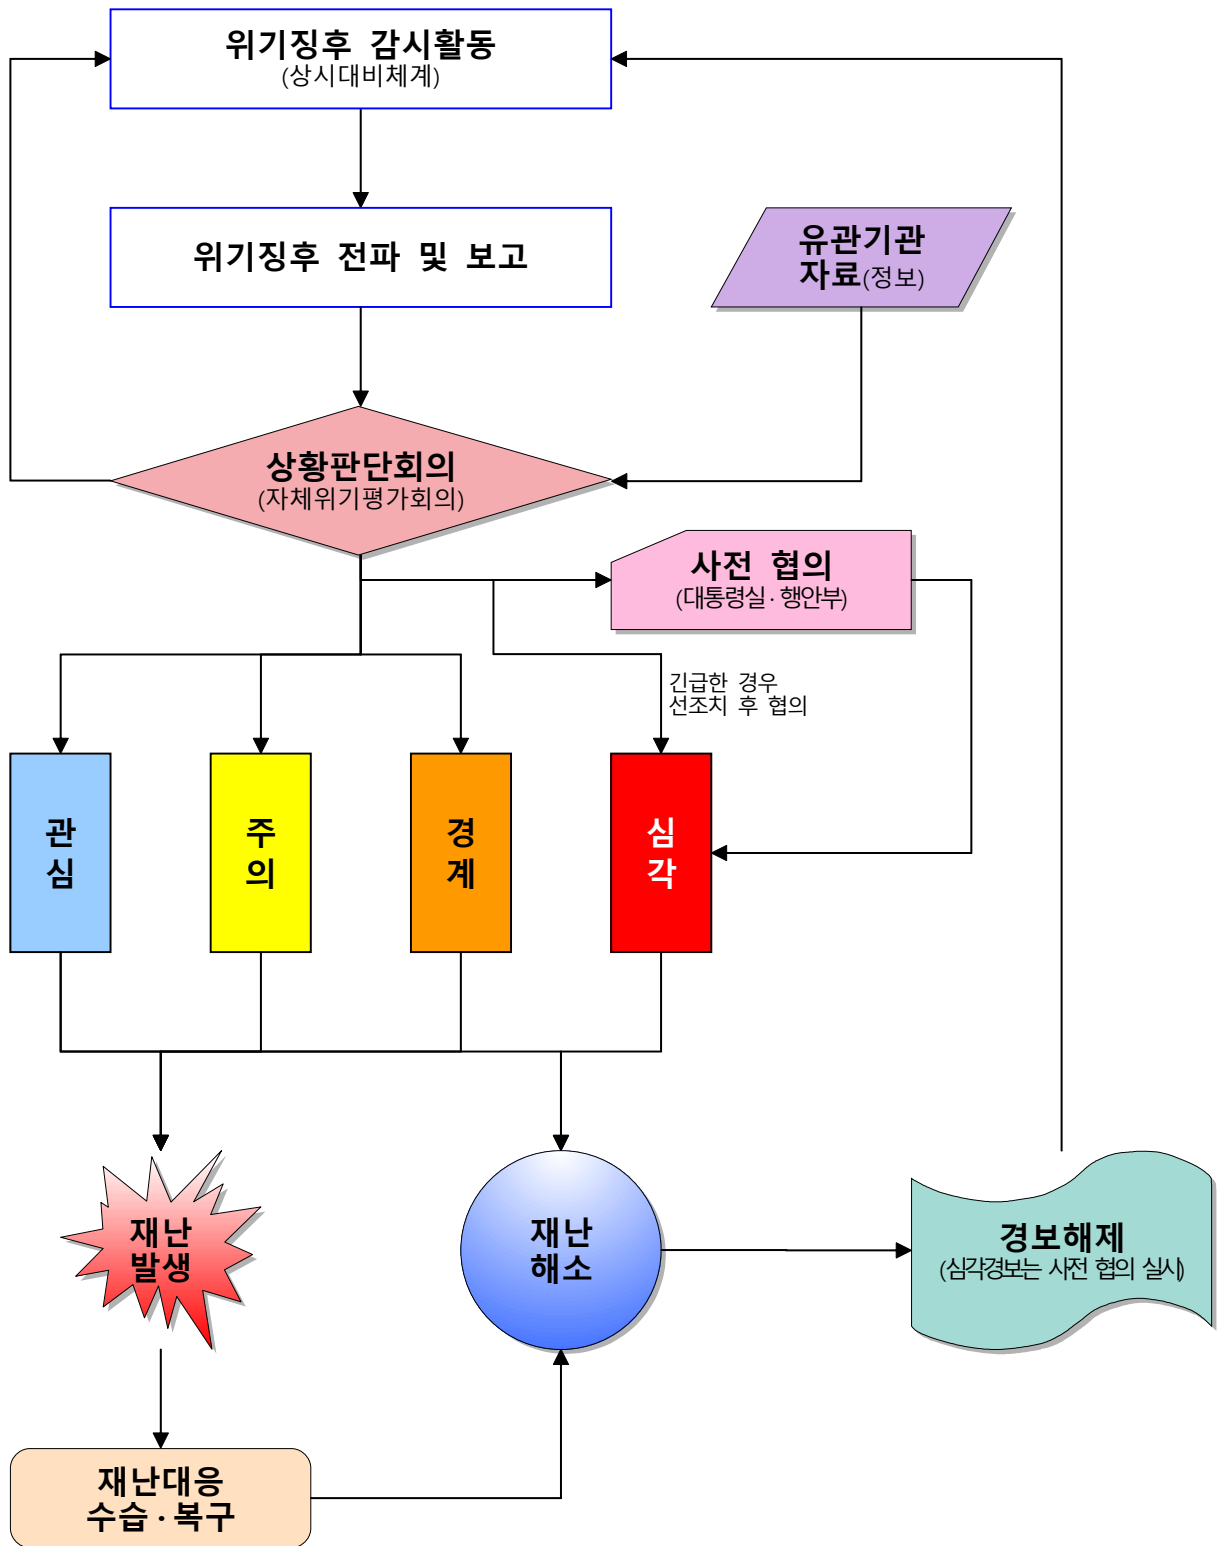 위기징후 감시활동
(상시대비체계)
위기징후 전파 및 보고
유관기관
자료(정보)
상황판단회의
(자체위기평가회의)
사전 협의
(대통령실·행안부)
긴급한 경우
선조치 후 협의
관
심
주
의
경
계
심
각
재난
발생
재난
해소
경보해제
(심각경보는 사전 협의 실시)
재난대응
수습·복구